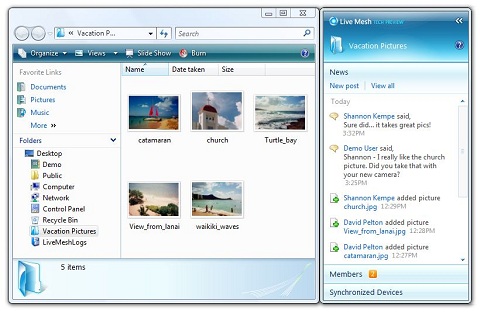 Vacation P...
Search
Organize
Views
Slide Show
Burn
Favorite Links
Documents
Pictures
Music
More »
Folders
Desktop
Demo
Public
Computer
Network
Control Panel
Recycle Bin
Vacation Pictures
LiveMeshLogs
Name
Date taken
Size
catamaran
church
Turtle_bay
View_from_lanai
waikiki_waves
5 items
Live Mesh TECH PREVIEW
Vacation Pictures
News
New post
View all
Today
Shannon Kempe said,
Sure did... it takes great pics!
3:32PM
Demo User said,
Shannon - I really like the church
picture. Did you take that with
your new camera?
3:25PM
Shannon Kempe added picture
church.jpg 12:29PM
David Pelton added picture
View_from_lanai.jpg 12:28PM
David Pelton added picture
catamaran.jpg 12:27PM
Members 2
Synchronized Devices